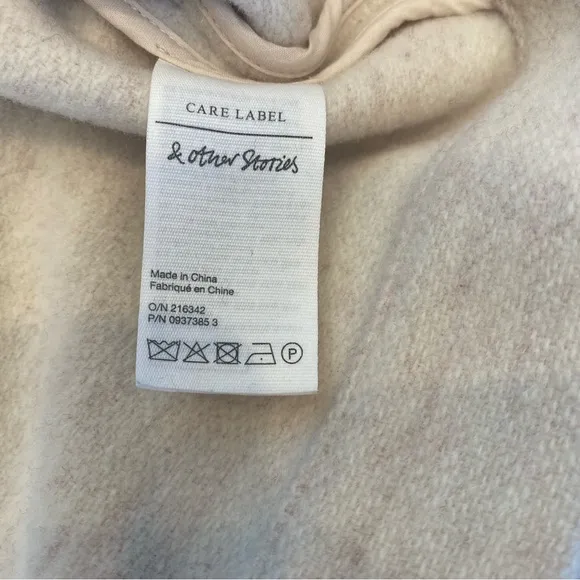 CARE LABEL
& other Stories
Made in China
Fabriqué en Chine
O/N 216342
P/N 0937385 3
P